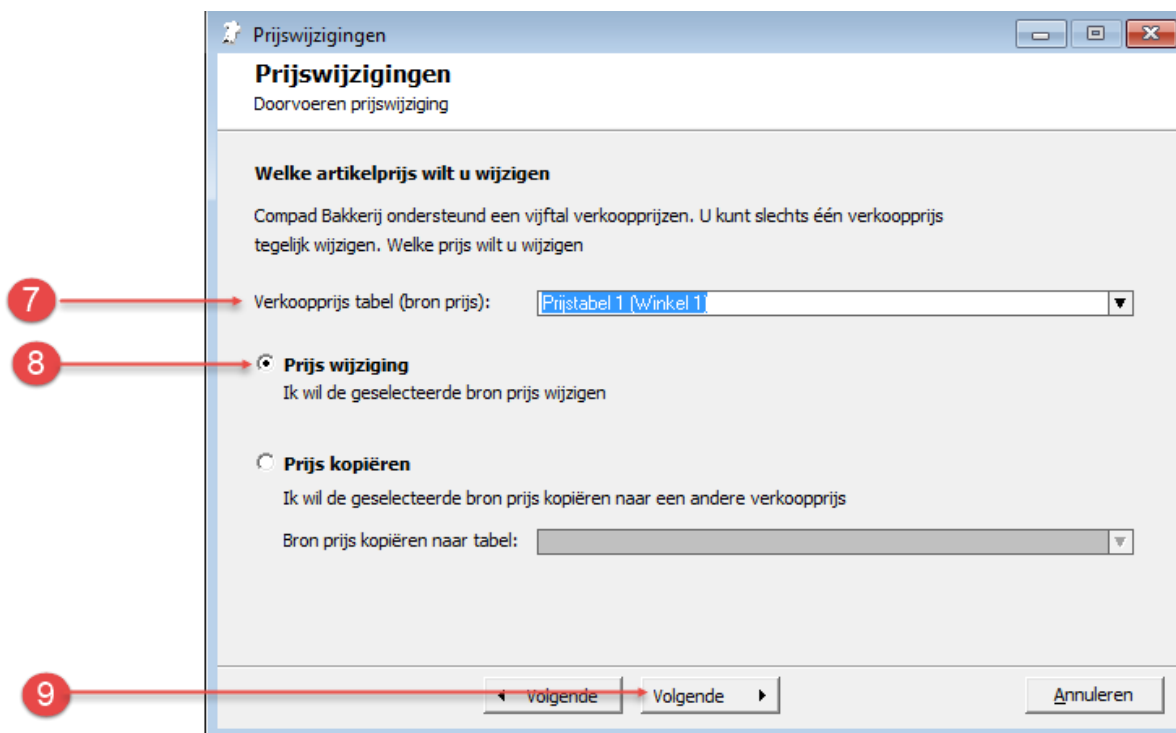 Prijswijzigingen
Prijswijzigingen
Doorvoeren prijswijziging
Welke artikelprijs wilt u wijzigen
Compad Bakkerij ondersteund een vijftal verkoopprijzen. U kunt slechts één verkoopprijs
tegelijk wijzigen. Welke prijs wilt u wijzigen
7 Verkoopprijs tabel (bron prijs): Prijstabel 1 (Winkel 1)
8 Prijs wijziging
Ik wil de geselecteerde bron prijs wijzigen
Prijs kopiëren
Ik wil de geselecteerde bron prijs kopiëren naar een andere verkoopprijs
Bron prijs kopiëren naar tabel:
9 Volgende Volgende Annuleren